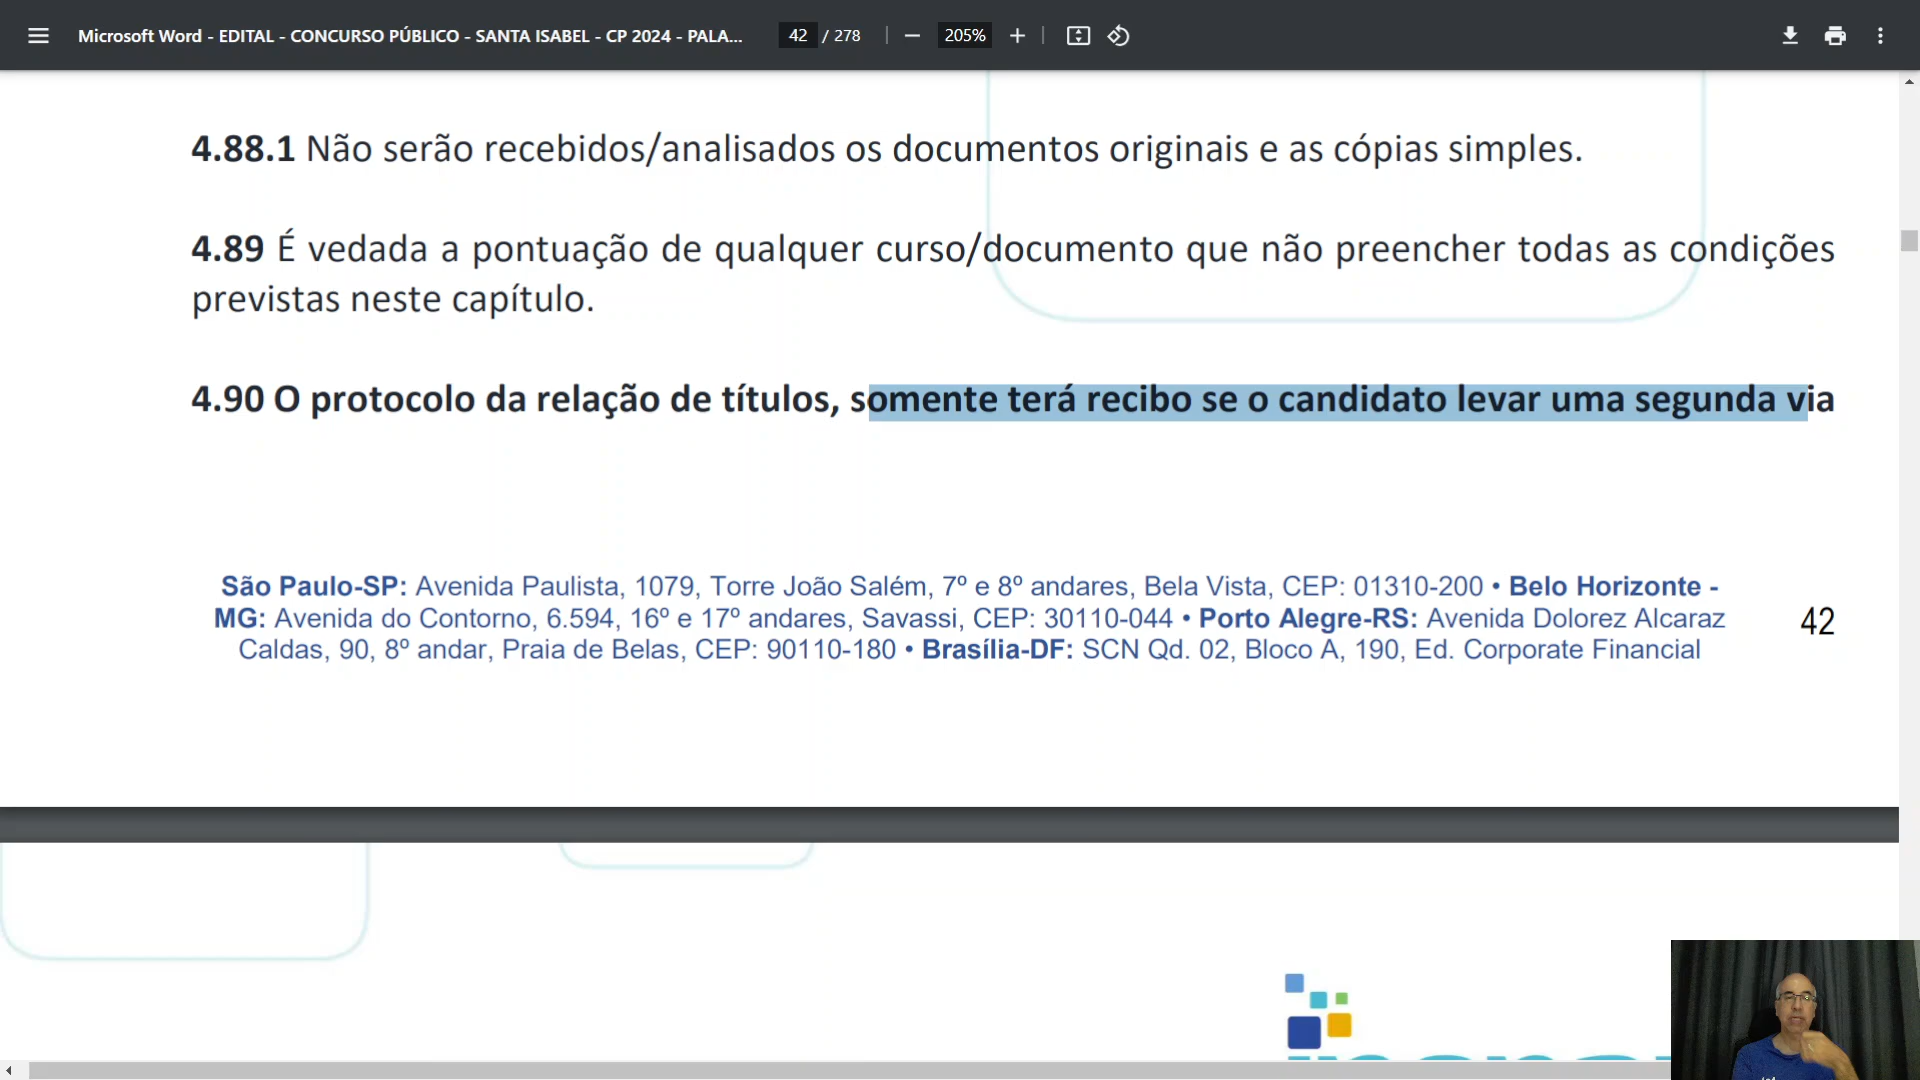 Microsoft Word - EDITAL - CONCURSO PÚBLICO - SANTA ISABEL - CP 2024 - PALA... 42 / 278 205%
4.88.1 Não serão recebidos/analisados os documentos originais e as cópias simples.
4.89 É vedada a pontuação de qualquer curso/documento que não preencher todas as condições
previstas neste capítulo.
4.90 O protocolo da relação de títulos, somente terá recibo se o candidato levar uma segunda via
São Paulo-SP: Avenida Paulista, 1079, Torre João Salém, 7º e 8º andares, Bela Vista, CEP: 01310-200 • Belo Horizonte -
MG: Avenida do Contorno, 6.594, 16º e 17º andares, Savassi, CEP: 30110-044 • Porto Alegre-RS: Avenida Dolorez Alcaraz
Caldas, 90, 8º andar, Praia de Belas, CEP: 90110-180 • Brasília-DF: SCN Qd. 02, Bloco A, 190, Ed. Corporate Financial
42